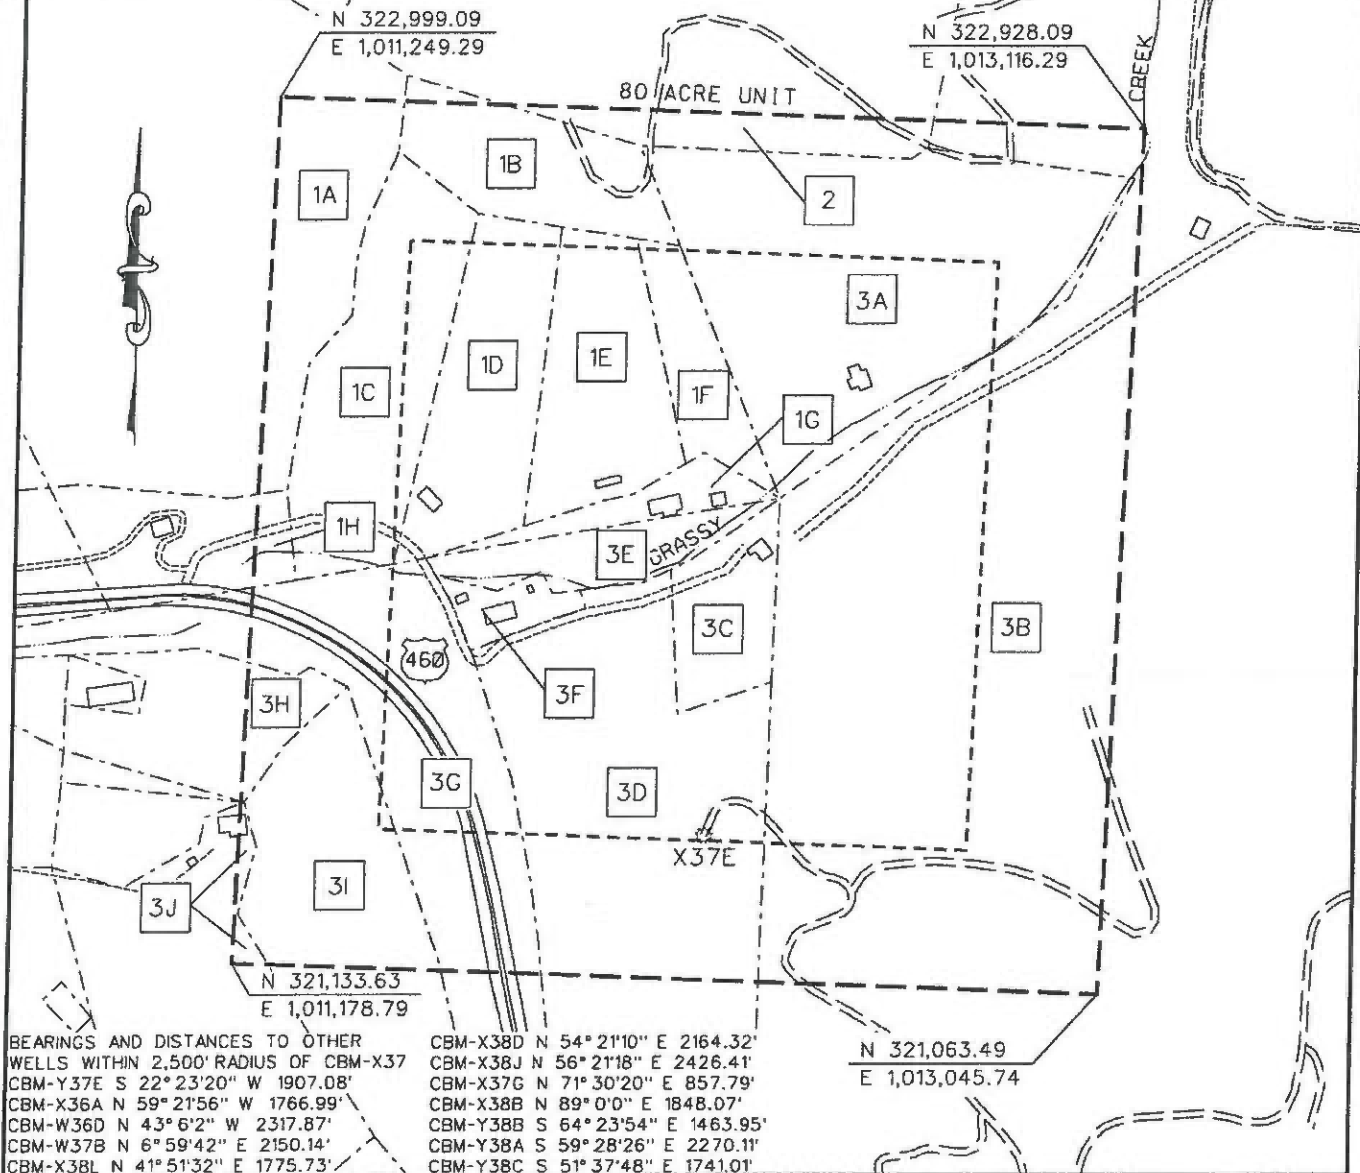 N 322,999.09
E 1,011,249.29
N 322,928.09
E 1,013,116.29
CREEK
80 ACRE UNIT
1B
1A
2
3A
1D
1E
1C
1F
1G
1H
3E
GRASSY
3C
3B
460
3F
3H
3G
3D
X37E
3I
3J
N 321,133.63
E 1,011,178.79
N 321,063.49
E 1,013,045.74
BEARINGS AND DISTANCES TO OTHER
WELLS WITHIN 2,500' RADIUS OF CBM-X37
CBM-Y37E S 22°23'20" W 1907.08'
CBM-X36A N 59°21'56" W 1766.99'
CBM-W36D N 43°6'2" W 2317.87'
CBM-W37B N 6°59'42" E 2150.14'
CBM-X38L N 41°51'32" E 1775.73'
CBM-X38D N 54°21'10" E 2164.32'
CBM-X38J N 56°21'18" E 2426.41'
CBM-X37G N 71°30'20" E 857.79'
CBM-X38B N 89°0'0" E 1848.07'
CBM-Y38B S 64°23'54" E 1463.95'
CBM-Y38A S 59°28'26" E 2270.11'
CBM-Y38C S 51°37'48" E 1741.01'